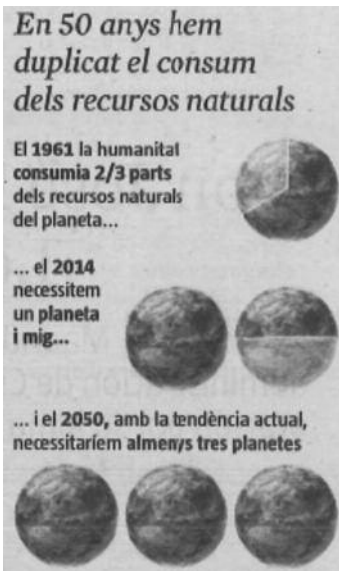 En 50 anys hem
duplicat el consum
dels recursos naturals
El 1961 la humanitat
consumia 2/3 parts
dels recursos naturals
del planeta...
... el 2014
necessitem
un planeta
i mig...
... i el 2050, amb la tendència actual,
necessitaríem almenys tres planetes